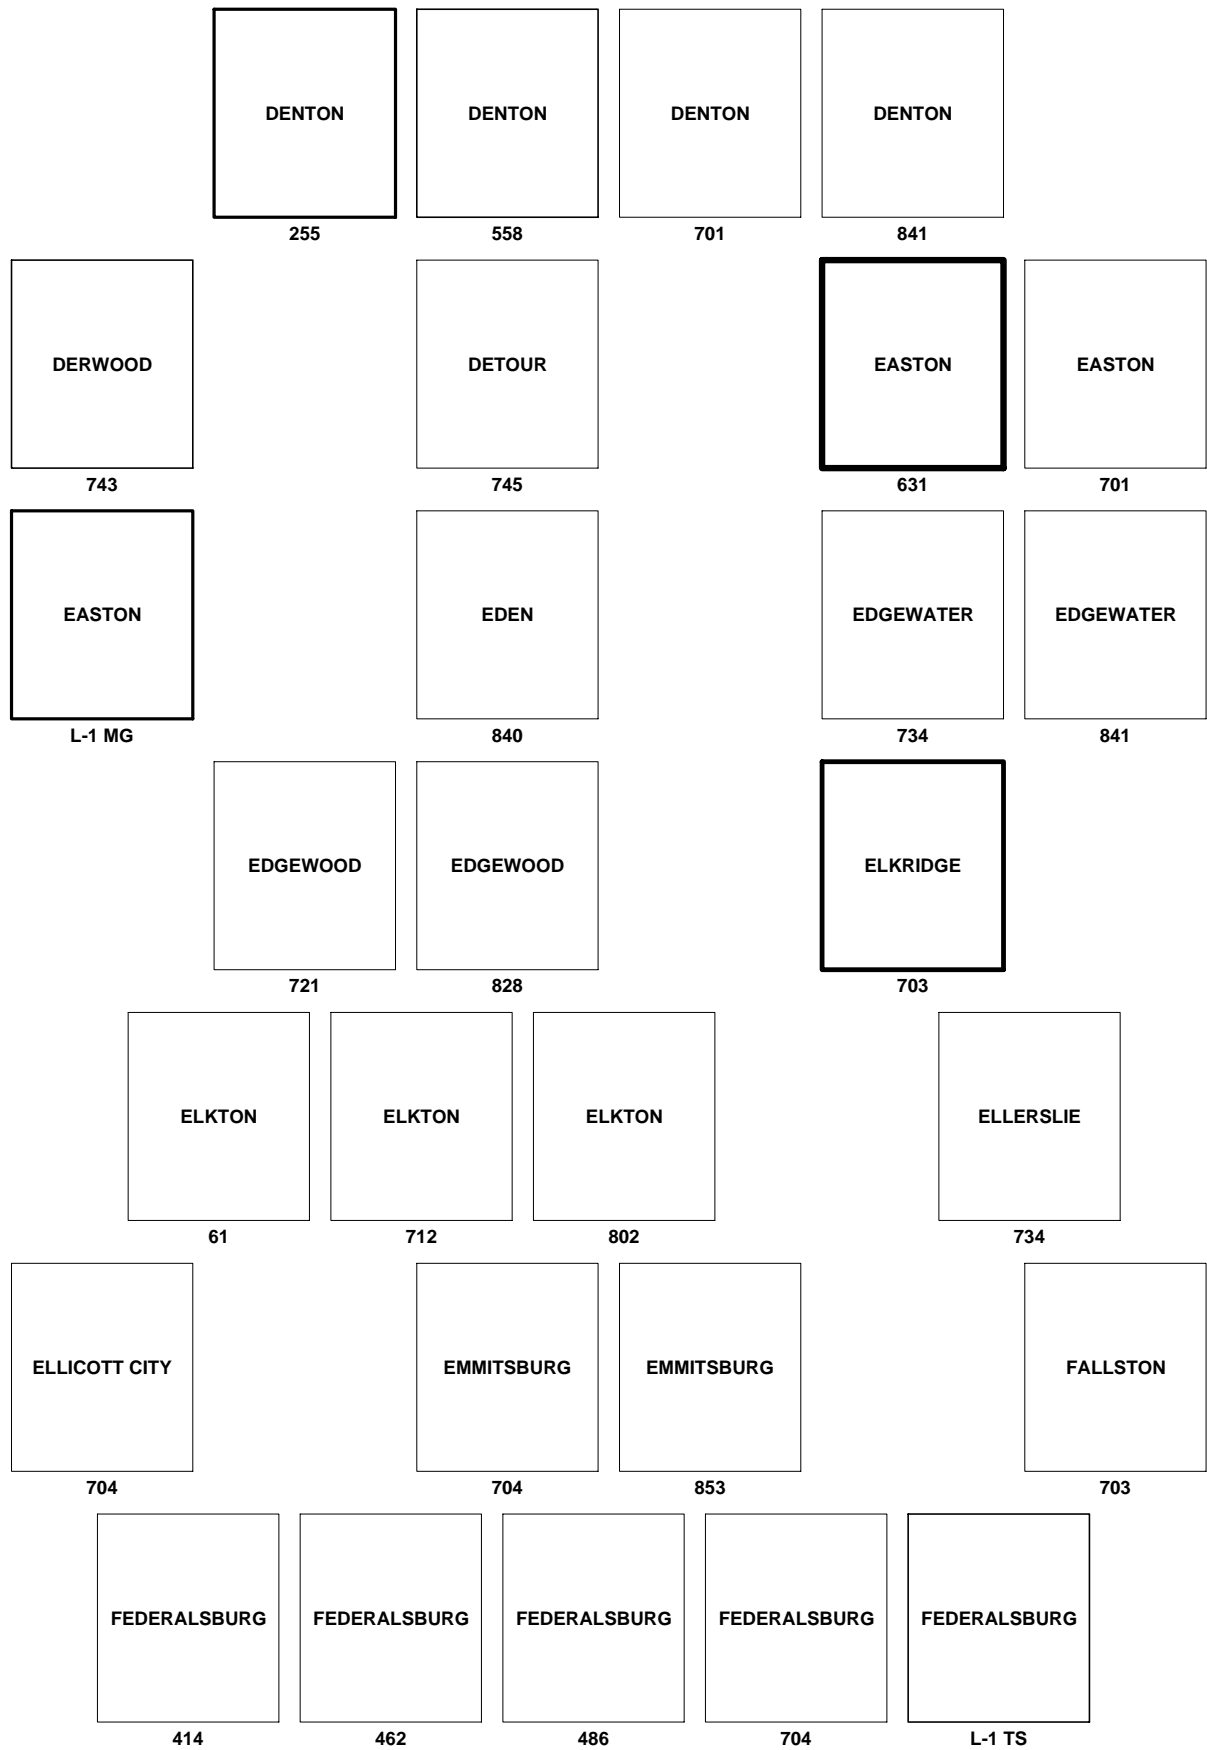 DENTON DENTON DENTON DENTON
255 558 701 841
DERWOOD DETOUR EASTON EASTON
743 745 631 701
EASTON EDEN EDGEWATER EDGEWATER
L-1 MG 840 734 841
EDGEWOOD EDGEWOOD ELKRIDGE
721 828 703
ELKTON ELKTON ELKTON ELLERSLIE
61 712 802 734
ELLICOTT CITY EMMITSBURG EMMITSBURG FALLSTON
704 704 853 703
FEDERALSBURG FEDERALSBURG FEDERALSBURG FEDERALSBURG FEDERALSBURG
414 462 486 704 L-1 TS